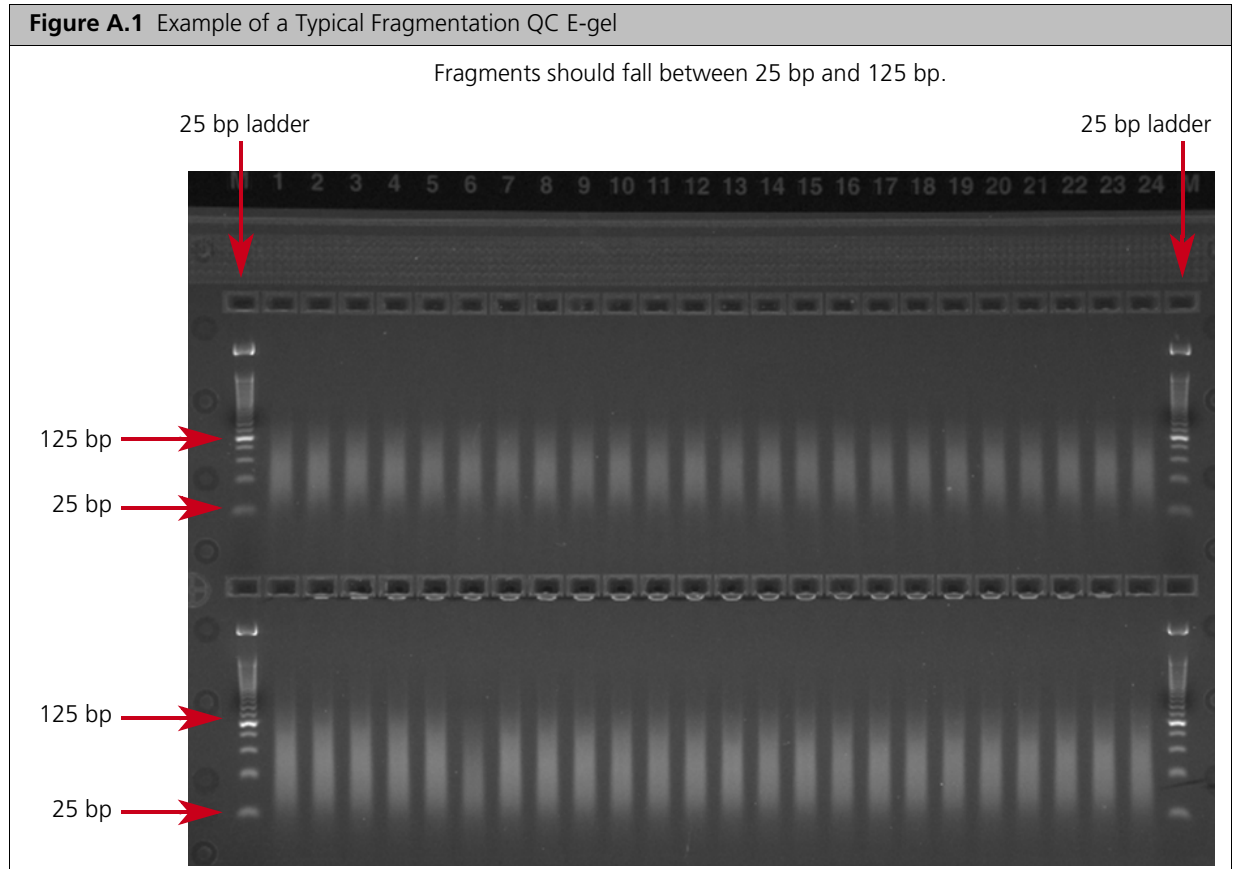 Figure A.1 Example of a Typical Fragmentation QC E-gel
Fragments should fall between 25 bp and 125 bp.
25 bp ladder 25 bp ladder
M 1 2 3 4 5 6 7 8 9 10 11 12 13 14 15 16 17 18 19 20 21 22 23 24 M
125 bp
25 bp
125 bp
25 bp